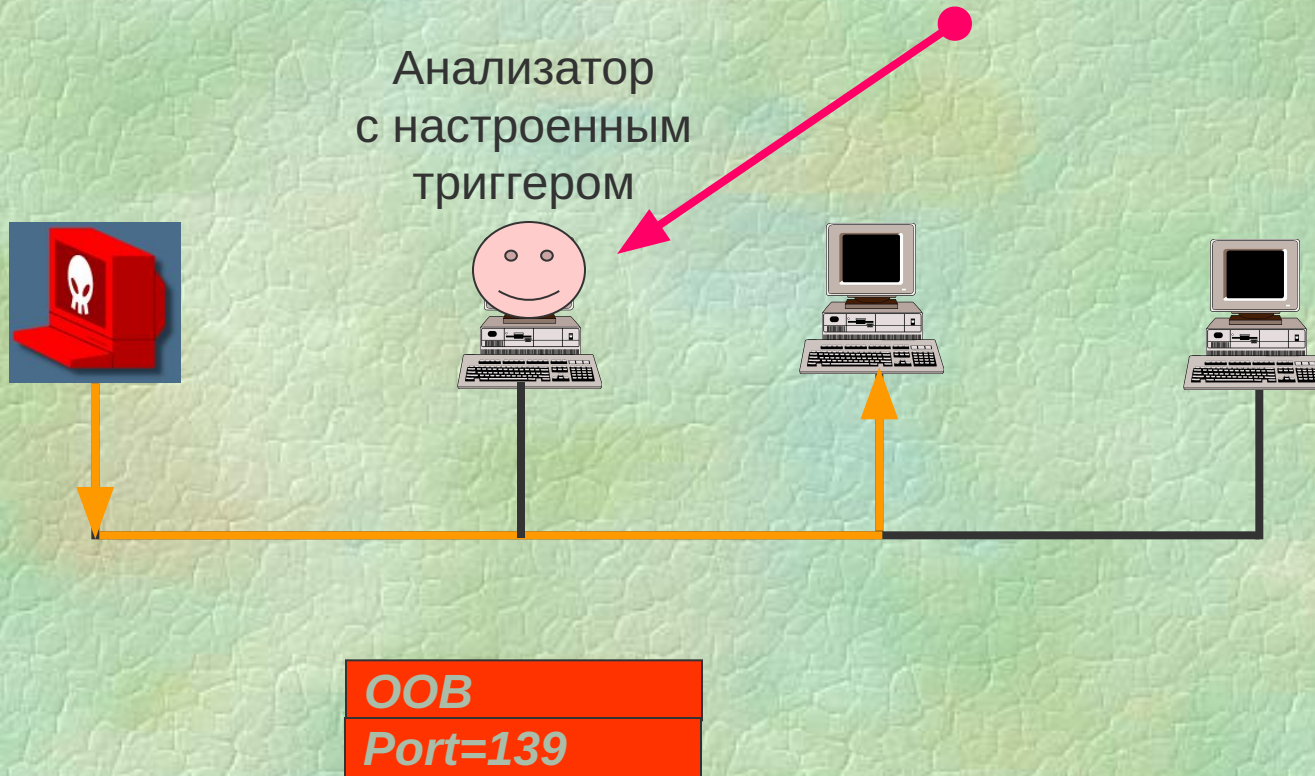 Анализатор
с настроенным
триггером
OOB
Port=139